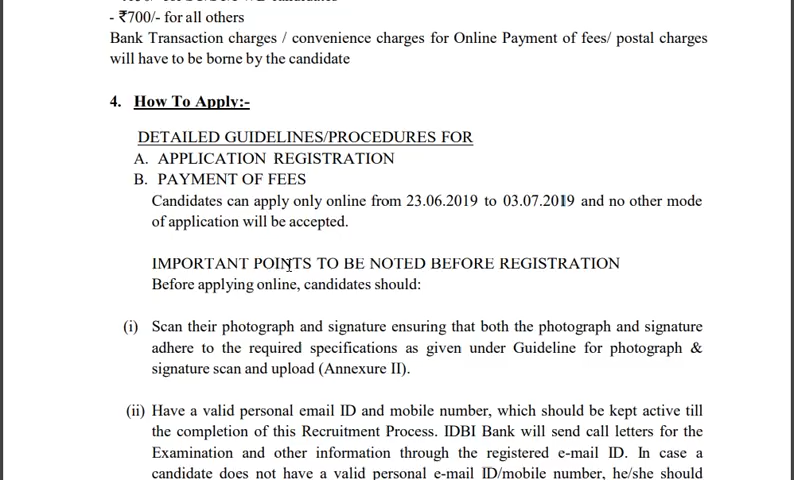 - ₹700/- for all others
Bank Transaction charges / convenience charges for Online Payment of fees/ postal charges
will have to be borne by the candidate
4. How To Apply:-
DETAILED GUIDELINES/PROCEDURES FOR
A. APPLICATION REGISTRATION
B. PAYMENT OF FEES
Candidates can apply only online from 23.06.2019 to 03.07.2019 and no other mode
of application will be accepted.
IMPORTANT POINTS TO BE NOTED BEFORE REGISTRATION
Before applying online, candidates should:
(i) Scan their photograph and signature ensuring that both the photograph and signature
adhere to the required specifications as given under Guideline for photograph &
signature scan and upload (Annexure II).
(ii) Have a valid personal email ID and mobile number, which should be kept active till
the completion of this Recruitment Process. IDBI Bank will send call letters for the
Examination and other information through the registered e-mail ID. In case a
candidate does not have a valid personal e-mail ID/mobile number, he/she should